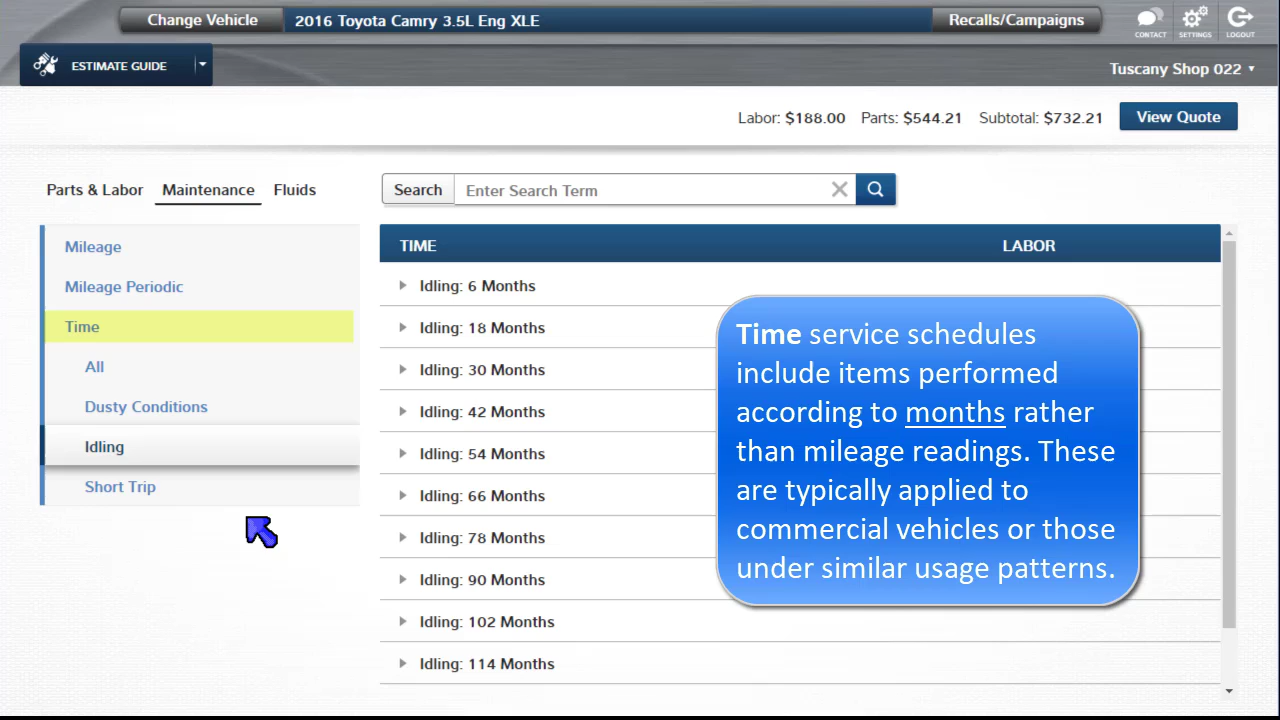 Change Vehicle 2016 Toyota Camry 3.5L Eng XLE Recalls/Campaigns
CONTACT SETTINGS LOGOUT
ESTIMATE GUIDE Tuscany Shop 022
Labor: $188.00 Parts: $544.21 Subtotal: $732.21 View Quote
Parts & Labor Maintenance Fluids
Search Enter Search Term
Mileage
Mileage Periodic
Time
All
Dusty Conditions
Idling
Short Trip
TIME LABOR
Idling: 6 Months
Idling: 18 Months
Idling: 30 Months
Idling: 42 Months
Idling: 54 Months
Idling: 66 Months
Idling: 78 Months
Idling: 90 Months
Idling: 102 Months
Idling: 114 Months
Time service schedules
include items performed
according to months rather
than mileage readings. These
are typically applied to
commercial vehicles or those
under similar usage patterns.